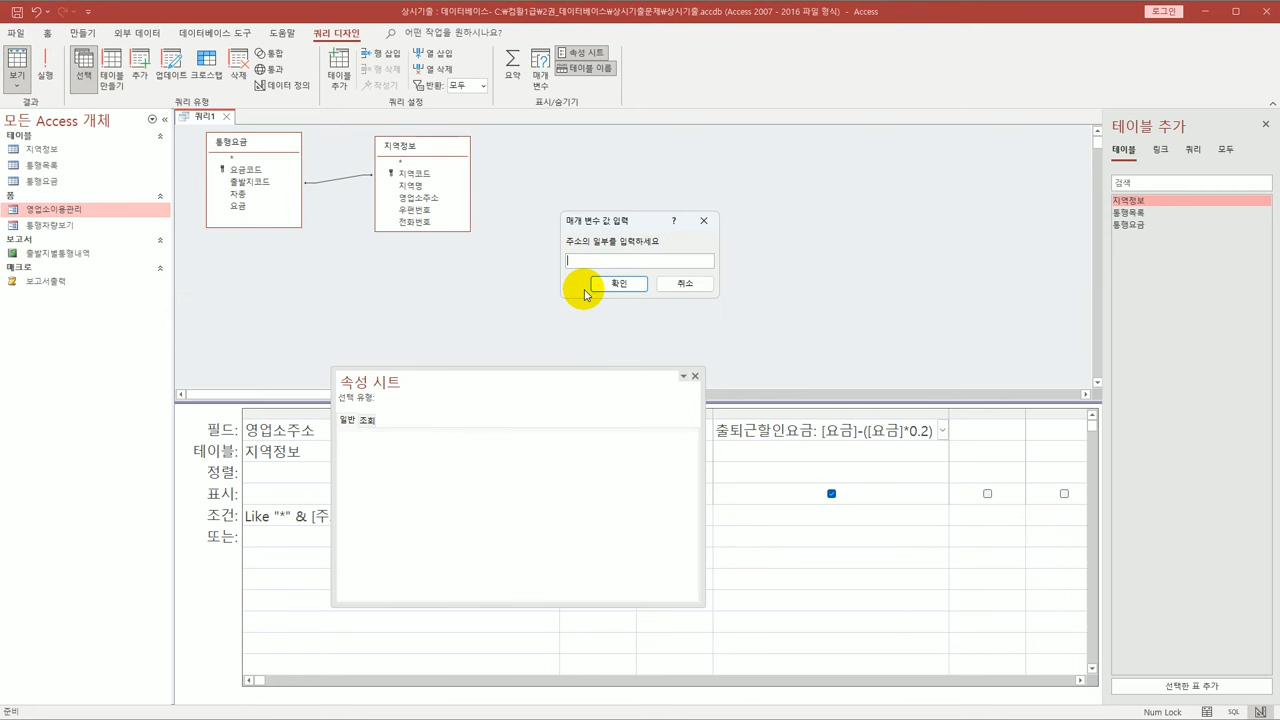 상시기출 : 데이터베이스- C:₩컴활1급₩2권_데이터베이스₩상시기출문제₩상시기출.accdb (Access 2007 - 2016 파일 형식) - Access
로그인
파일 홈 만들기 외부 데이터 데이터베이스 도구 도움말 쿼리 디자인 어떤 작업을 원하시나요?
보기 실행 선택 테이블 만들기 추가 업데이트 크로스탭 삭제
통합
통과
데이터 정의
테이블 추가
행 삽입
행 삭제
작성기
열 삽입
열 삭제
반환: 모두
요약 매개 변수
속성 시트
테이블 이름
결과 쿼리 유형 쿼리 설정 표시/숨기기
모든 Access 개체
테이블
지역정보
통행목록
통행요금
폼
영업소이용관리
통행차량보기
보고서
출발지별통행내역
매크로
보고서출력
쿼리1
통행요금
*
요금코드
출발지코드
차종
요금
지역정보
*
지역코드
지역명
영업소주소
우편번호
전화번호
매개 변수 값 입력 ?
주소의 일부를 입력하세요
확인 취소
속성 시트
선택 유형:
일반 조회
필드: 영업소주소 출퇴근할인요금: [요금]-([요금]*0.2)
테이블: 지역정보
정렬:
표시:
조건: Like "*" & [주
또는:
테이블 추가
테이블 링크 쿼리 모두
검색
지역정보
통행목록
통행요금
선택한 표 추가
준비
Num Lock
SQL